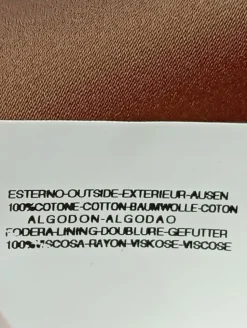 ESTERNO-OUTSIDE-EXTERIEUR-AUSEN
100%COTONE-COTTON-BAUMWOLLE-COTON
ALGODON-ALGODAO
FODERA-LINING-DOUBLURE-GEFUTTER
100%VISCOSA-RAYON-VISKOSE-VISCOSE